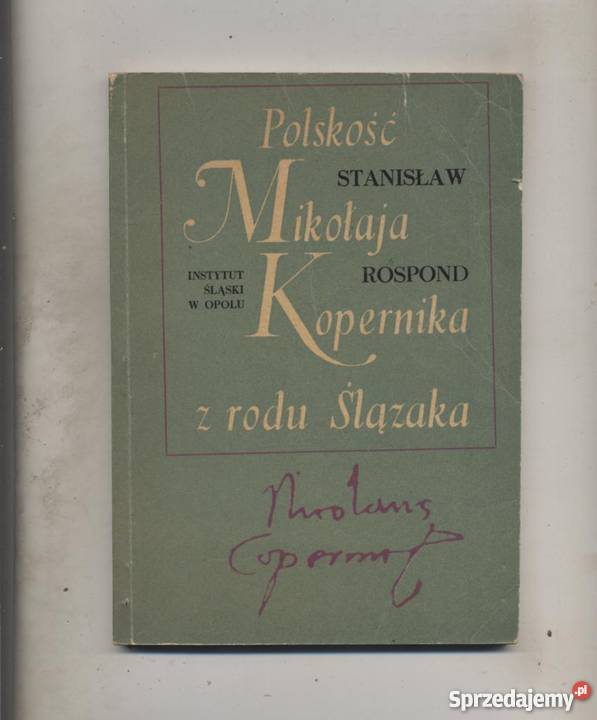 Polskość
STANISŁAW
Mikołaja
INSTYTUT
ŚLĄSKI
W OPOLU
ROSPOND
Kopernika
z rodu Ślązaka
Nicolaus
Copernic
Sprzedajemy.pl